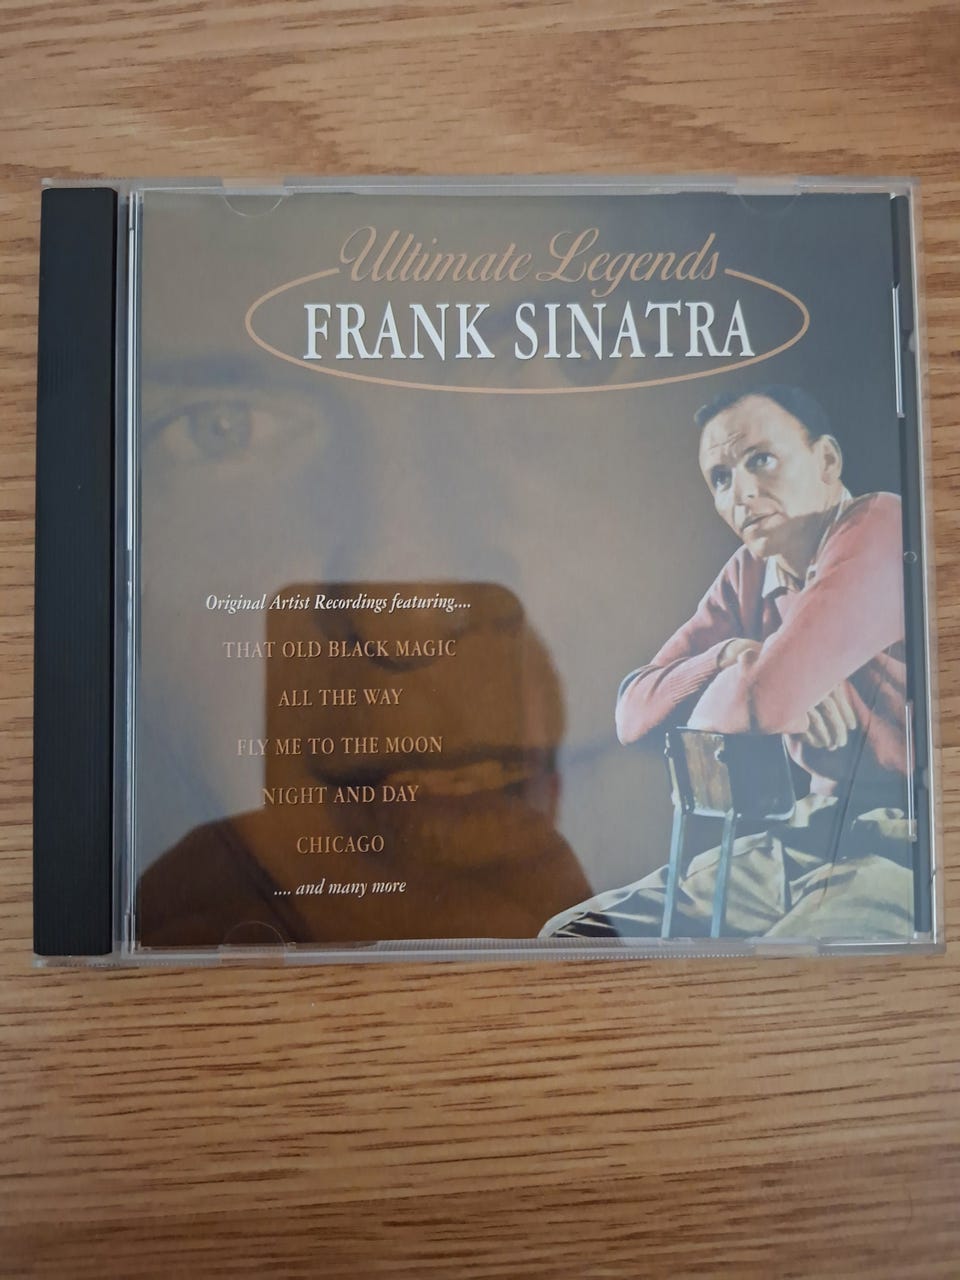 Ultimate Legends
FRANK SINATRA
Original Artist Recordings featuring....
THAT OLD BLACK MAGIC
ALL THE WAY
FLY ME TO THE MOON
NIGHT AND DAY
CHICAGO
.... and many more